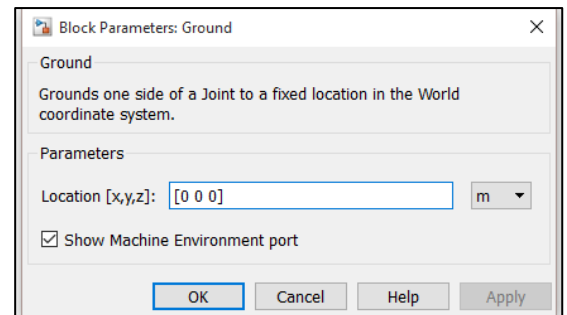 Block Parameters: Ground
Ground
Grounds one side of a Joint to a fixed location in the World
coordinate system.
Parameters
Location [x,y,z]: [0 0 0] m
Show Machine Environment port
OK Cancel Help Apply